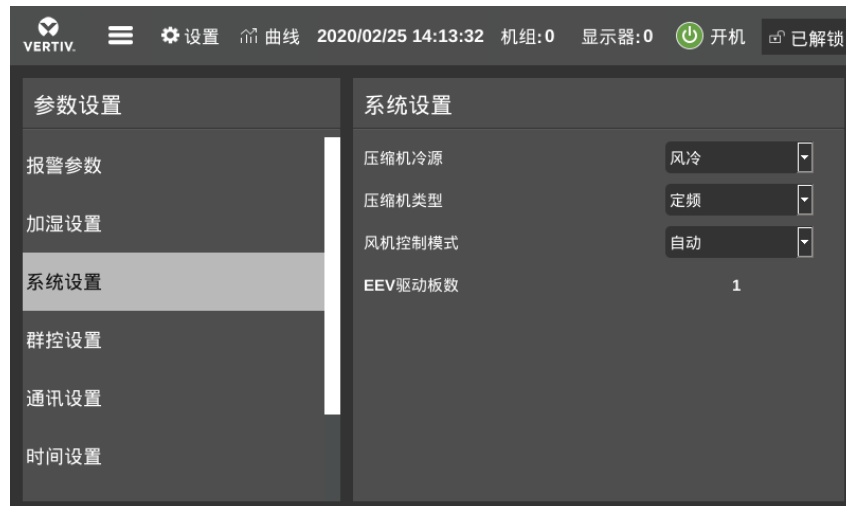 VERTIV. 设置 曲线 2020/02/25 14:13:32 机组:0 显示器:0 开机 已解锁
参数设置
报警参数
加湿设置
系统设置
群控设置
通讯设置
时间设置
系统设置
压缩机冷源 风冷
压缩机类型 定频
风机控制模式 自动
EEV驱动板数 1